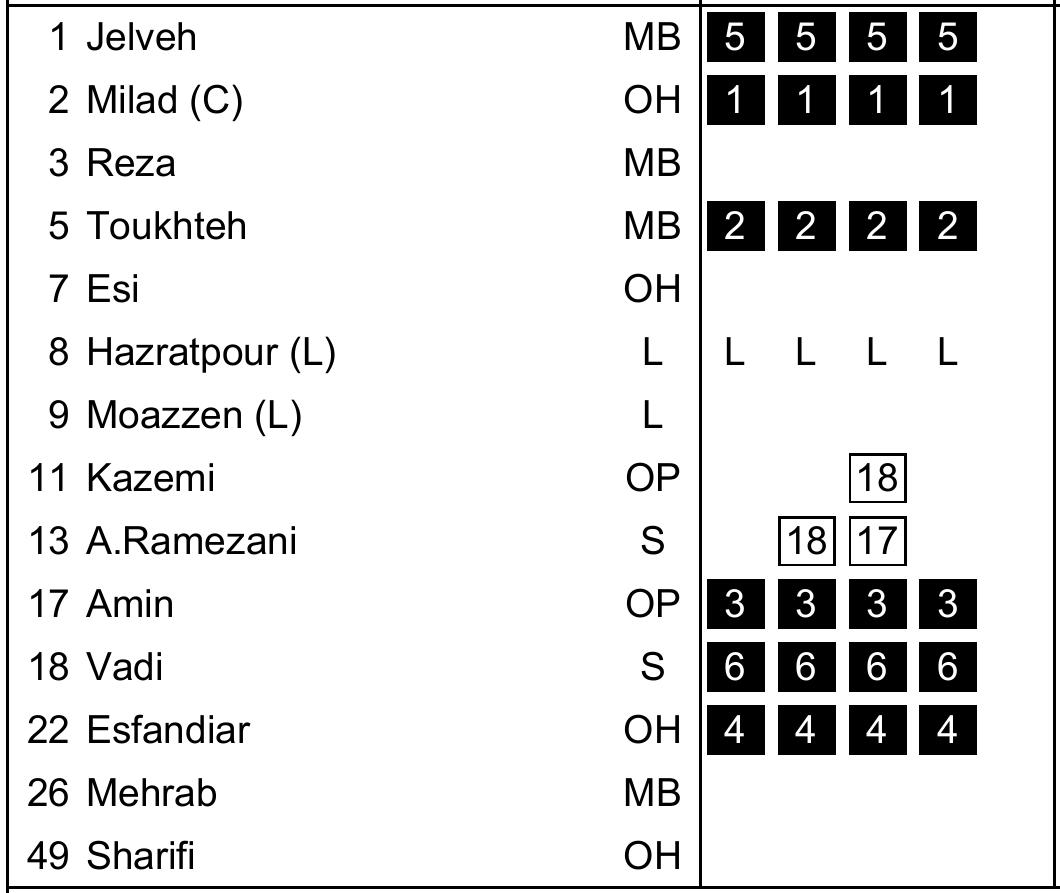 1 Jelveh MB 5 5 5 5
2 Milad (C) OH 1 1 1 1
3 Reza MB
5 Toukhteh MB 2 2 2 2
7 Esi OH
8 Hazratpour (L) L L L L L
9 Moazzen (L) L
11 Kazemi OP 18
13 A.Ramezani S 18 17
17 Amin OP 3 3 3 3
18 Vadi S 6 6 6 6
22 Esfandiar OH 4 4 4 4
26 Mehrab MB
49 Sharifi OH